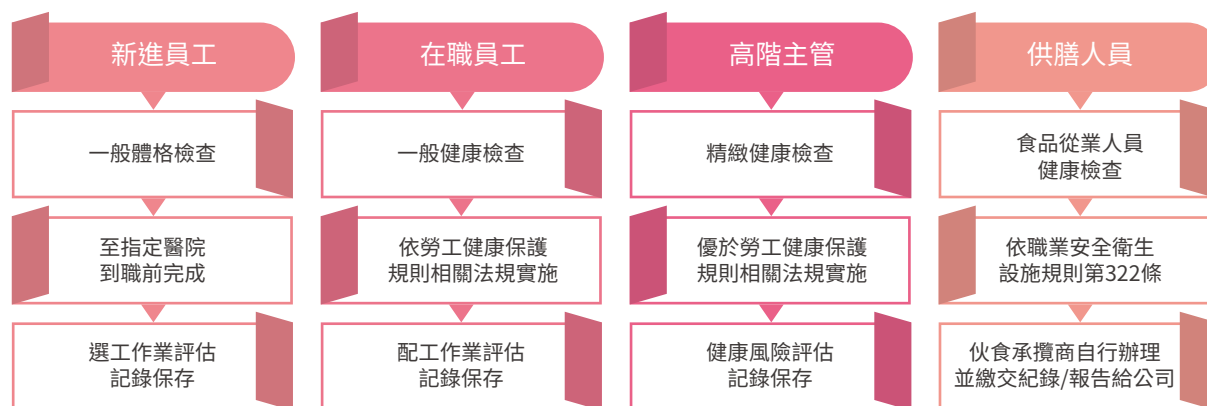 新進員工
一般體格檢查
至指定醫院
到職前完成
選工作業評估
記錄保存
在職員工
一般健康檢查
依勞工健康保護
規則相關法規實施
配工作業評估
記錄保存
高階主管
精緻健康檢查
優於勞工健康保護
規則相關法規實施
健康風險評估
記錄保存
供膳人員
食品從業人員
健康檢查
依職業安全衛生
設施規則第322條
伙食承攬商自行辦理
並繳交紀錄/報告給公司